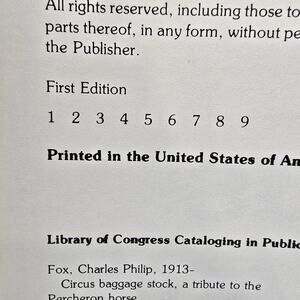 All rights reserved, including those to
parts thereof, in any form, without pe
the Publisher.
First Edition
1 2 3 4 5 6 7 8 9
Printed in the United States of Am
Library of Congress Cataloging in Public
Fox, Charles Philip, 1913-
Circus baggage stock, a tribute to the
Percheron horse